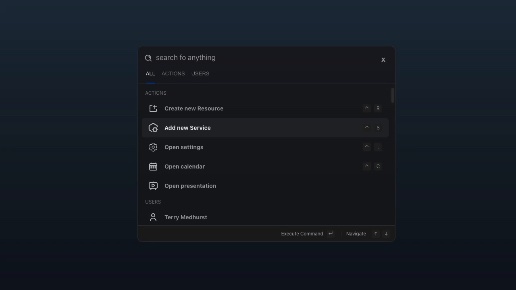 search fo anything
x
ALL ACTIONS USERS
ACTIONS
Create new Resource
Add new Service
Open settings
Open calendar
Open presentation
USERS
Terry Medhurst
Execute Command Navigate